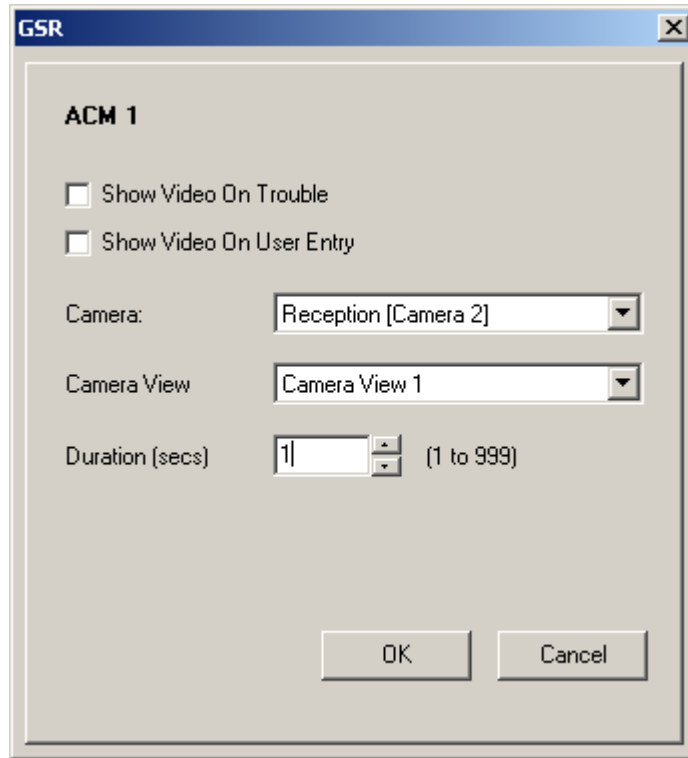 GSR
ACM 1
Show Video On Trouble
Show Video On User Entry
Camera: Reception [Camera 2]
Camera View Camera View 1
Duration (secs) 1 (1 to 999)
OK Cancel